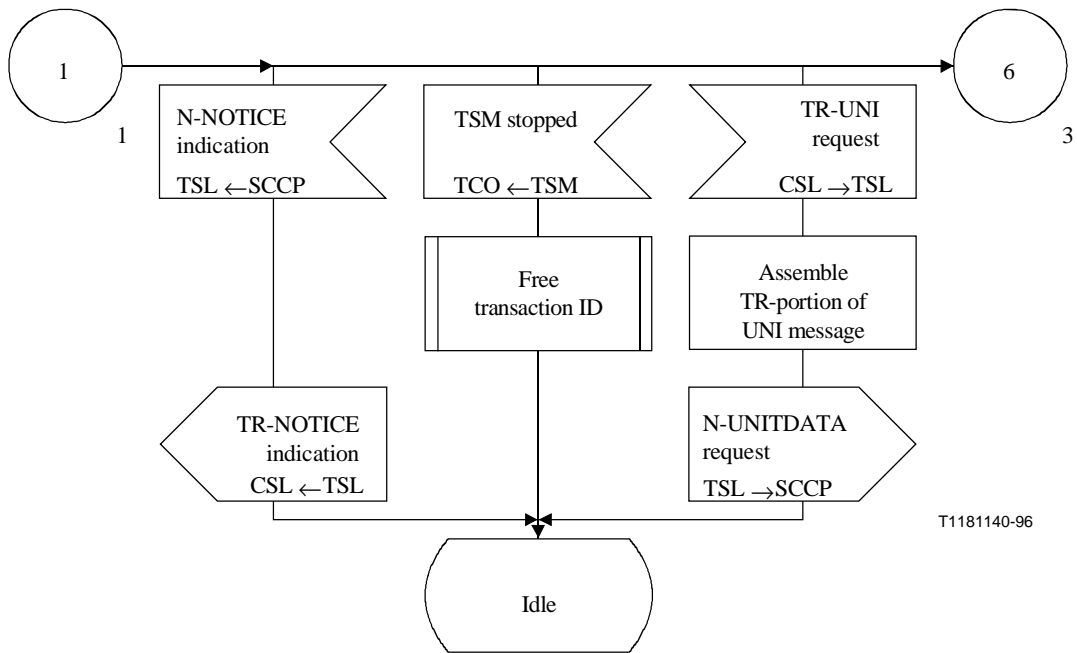 1
1
6
3
N-NOTICE
indication
TSL ←SCCP
TSM stopped
TCO ←TSM
TR-UNI
request
CSL →TSL
Free
transaction ID
Assemble
TR-portion of
UNI message
TR-NOTICE
indication
CSL ←TSL
N-UNITDATA
request
TSL →SCCP
T1181140-96
Idle